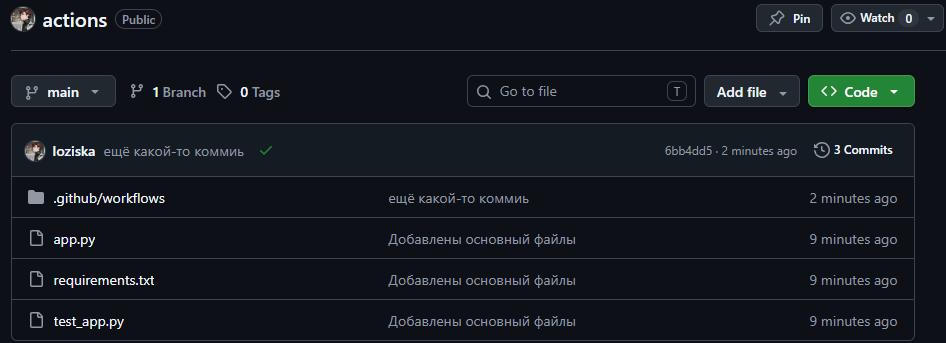 actions Public Pin Watch 0
main 1 Branch 0 Tags Go to file T Add file Code
loziska ещё какой-то коммиь 6bb4dd5 · 2 minutes ago 3 Commits
.github/workflows ещё какой-то коммиь 2 minutes ago
app.py Добавлены основный файлы 9 minutes ago
requirements.txt Добавлены основный файлы 9 minutes ago
test_app.py Добавлены основный файлы 9 minutes ago